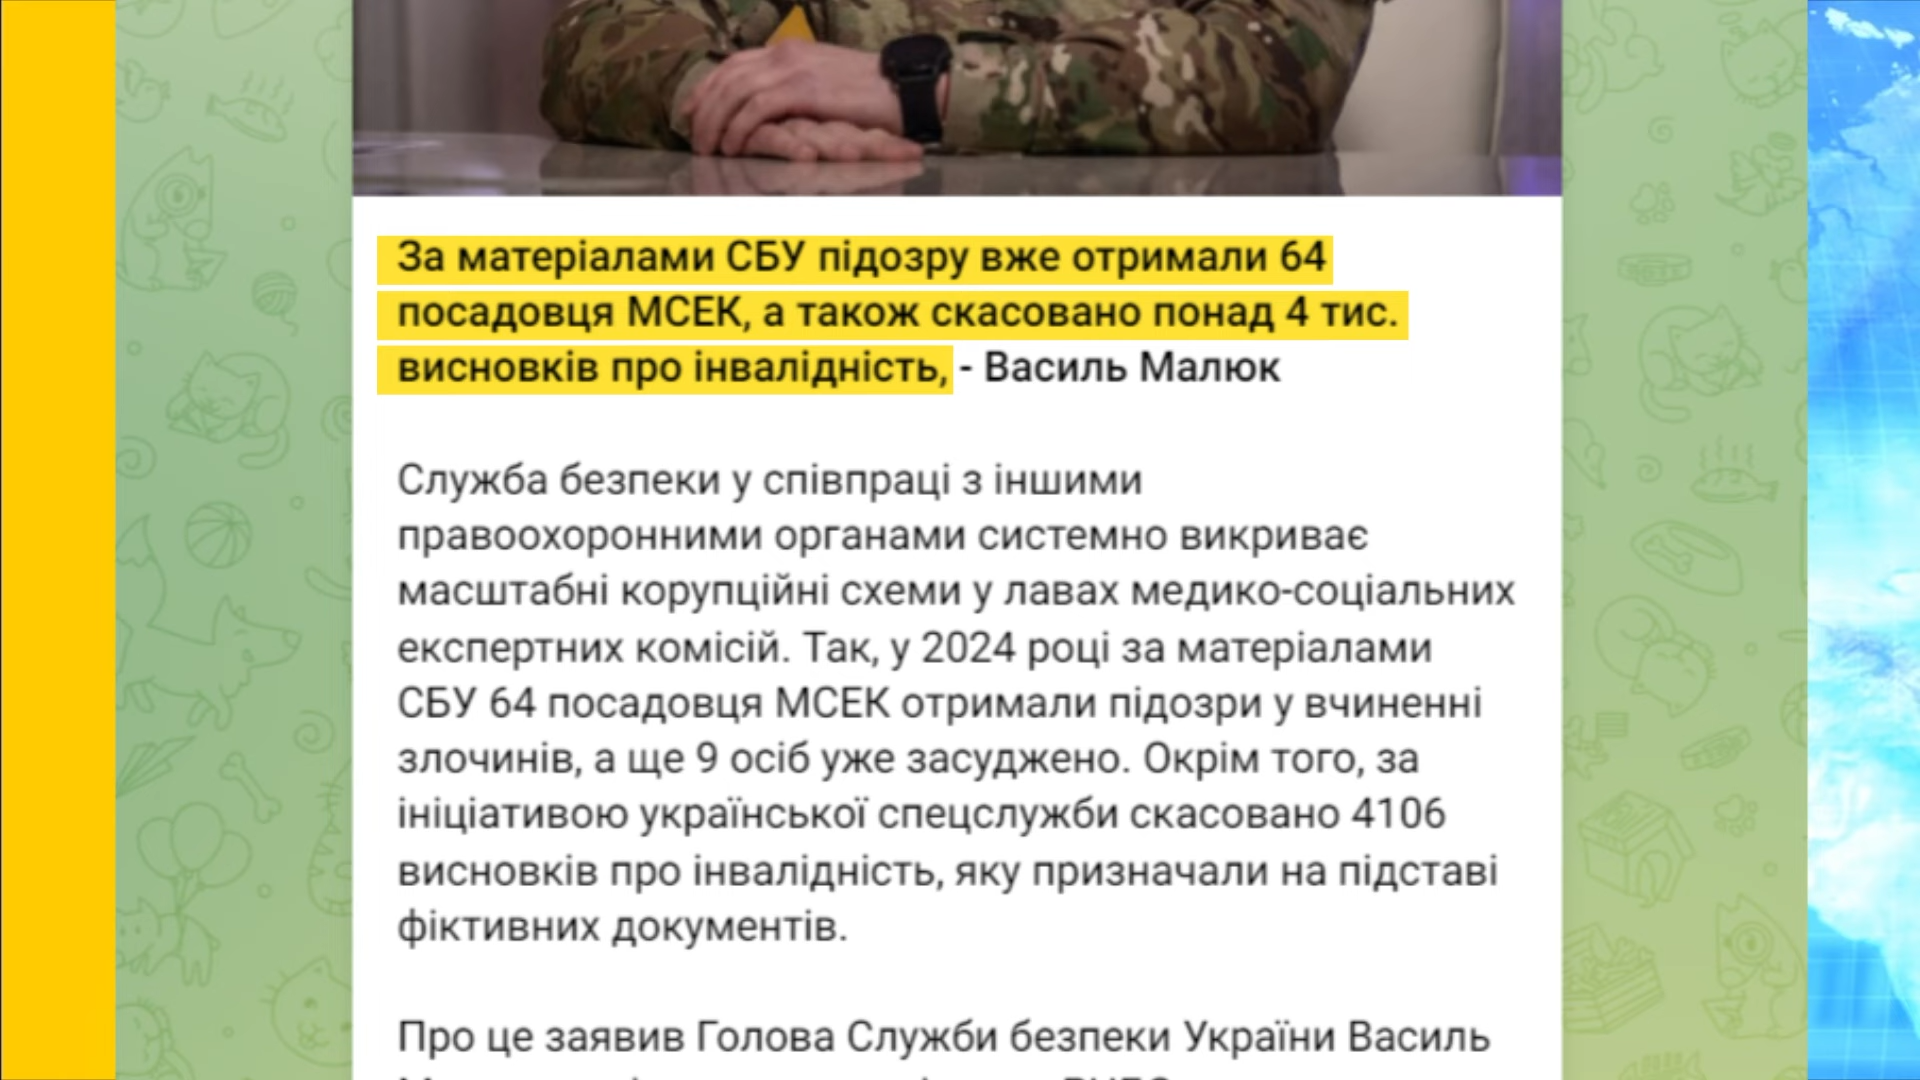 За матеріалами СБУ підозру вже отримали 64
посадовця МСЕК, а також скасовано понад 4 тис.
висновків про інвалідність, - Василь Малюк
Служба безпеки у співпраці з іншими
правоохоронними органами системно викриває
масштабні корупційні схеми у лавах медико-соціальних
експертних комісій. Так, у 2024 році за матеріалами
СБУ 64 посадовця МСЕК отримали підозри у вчиненні
злочинів, а ще 9 осіб уже засуджено. Окрім того, за
ініціативою української спецслужби скасовано 4106
висновків про інвалідність, яку призначали на підставі
фіктивних документів.
Про це заявив Голова Служби безпеки України Василь